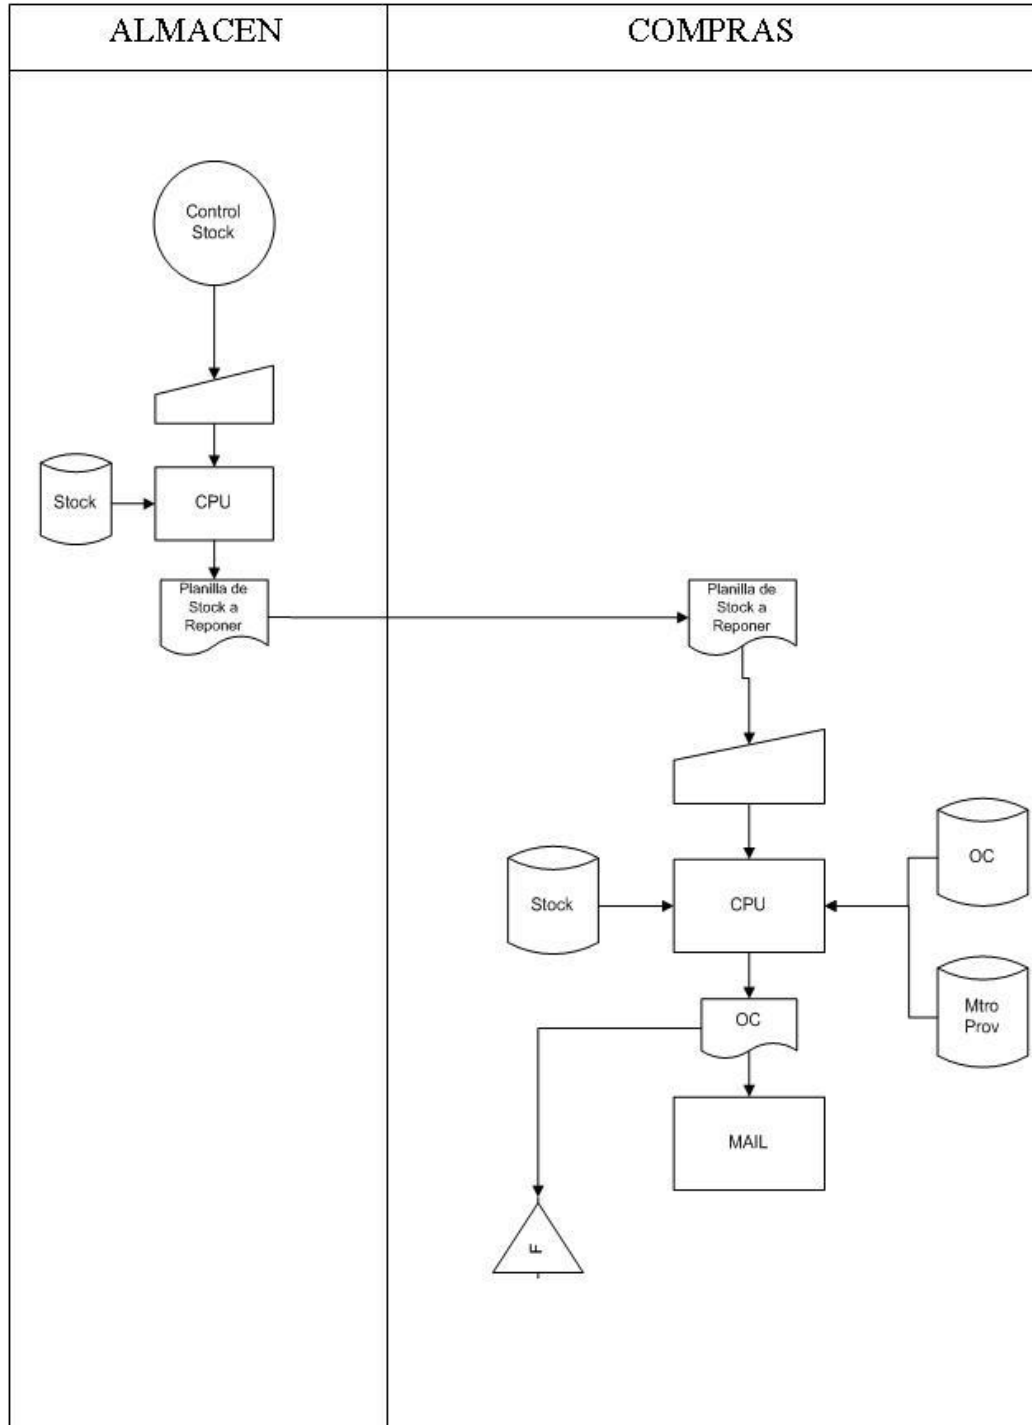 ALMACEN
COMPRAS
Control
Stock
Stock
CPU
Planilla de
Stock a
Reponer
Planilla de
Stock a
Reponer
OC
Stock
CPU
Mtro
Prov
OC
MAIL
F